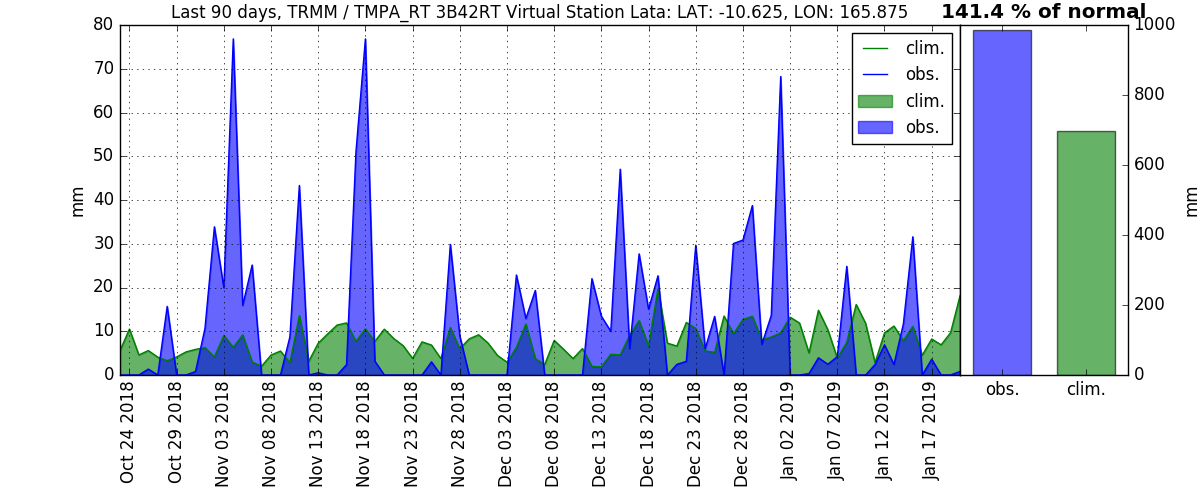 Last 90 days, TRMM / TMPA_RT 3B42RT Virtual Station Lata: LAT: -10.625, LON: 165.875
141.4 % of normal
80
70
60
50
40
30
20
10
0
mm
clim.
obs.
clim.
obs.
1000
800
600
400
200
0
mm
obs.
clim.
Oct 24 2018
Oct 29 2018
Nov 03 2018
Nov 08 2018
Nov 13 2018
Nov 18 2018
Nov 23 2018
Nov 28 2018
Dec 03 2018
Dec 08 2018
Dec 13 2018
Dec 18 2018
Dec 23 2018
Dec 28 2018
Jan 02 2019
Jan 07 2019
Jan 12 2019
Jan 17 2019